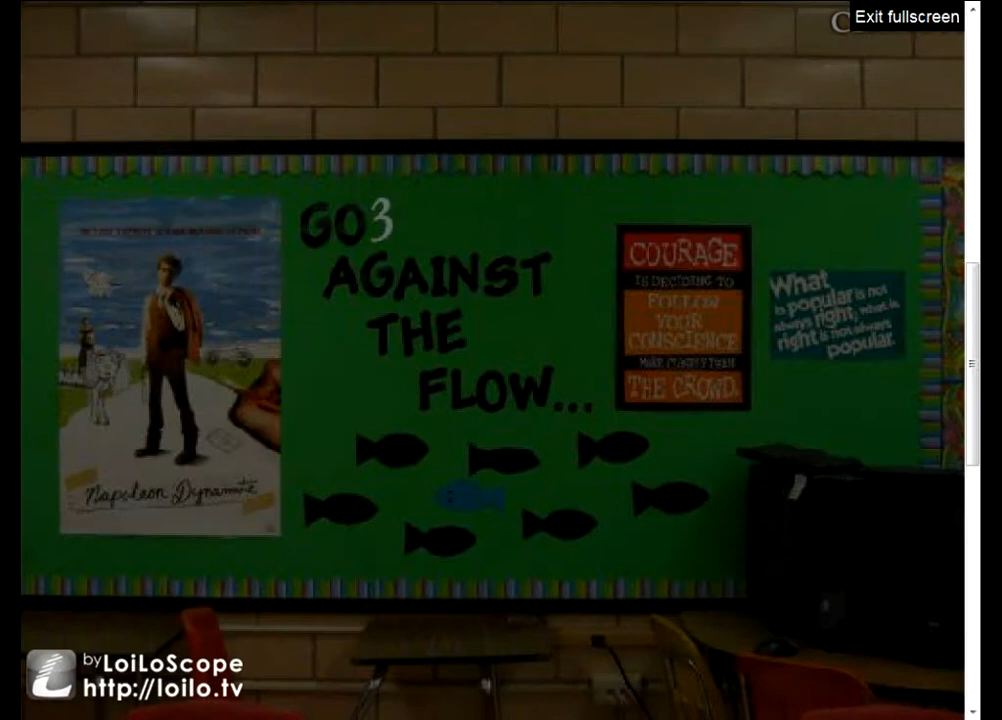 Exit fullscreen
GO
3
AGAINST
THE
FLOW...
COURAGE
IS DECIDING TO
FOLLOW
YOUR
CONSCIENCE
THE CROWD.
What
is popular is not
always right; what is
right is not always
popular.
Napoleon Dynamite
by LoiLoScope
http://loilo.tv